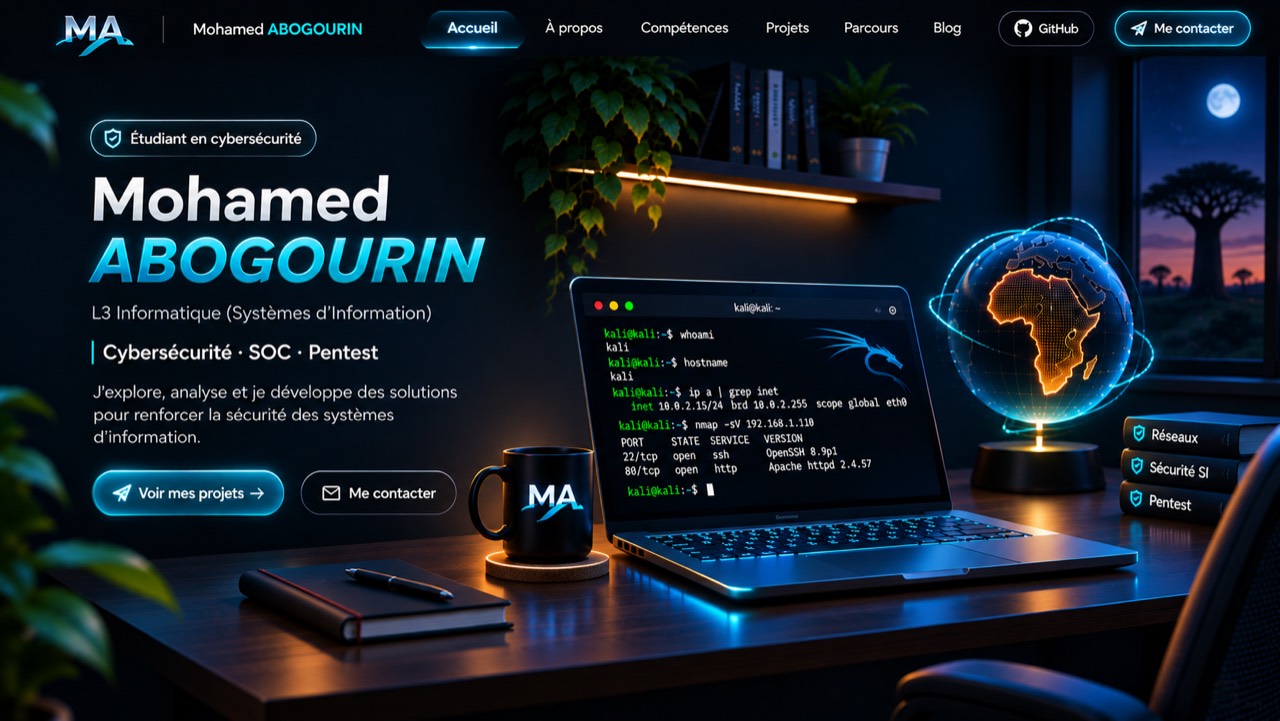 MA
Mohamed ABOGOURIN
Accueil
À propos
Compétences
Projets
Parcours
Blog
GitHub
Me contacter
Étudiant en cybersécurité
Mohamed
ABOGOURIN
L3 Informatique (Systèmes d'Information)
Cybersécurité · SOC · Pentest
J'explore, analyse et je développe des solutions
pour renforcer la sécurité des systèmes
d'information.
Voir mes projets →
Me contacter
MA
kali@kali: ~
kali@kali:~$ whoami
kali
kali@kali:~$ hostname
kali
kali@kali:~$ ip a | grep inet
inet 10.0.2.15/24 brd 10.0.2.255 scope global eth0
kali@kali:~$ nmap -sV 192.168.1.110
PORT STATE SERVICE VERSION
22/tcp open ssh OpenSSH 8.9p1
80/tcp open http Apache httpd 2.4.57
kali@kali:~$
Réseaux
Sécurité SI
Pentest